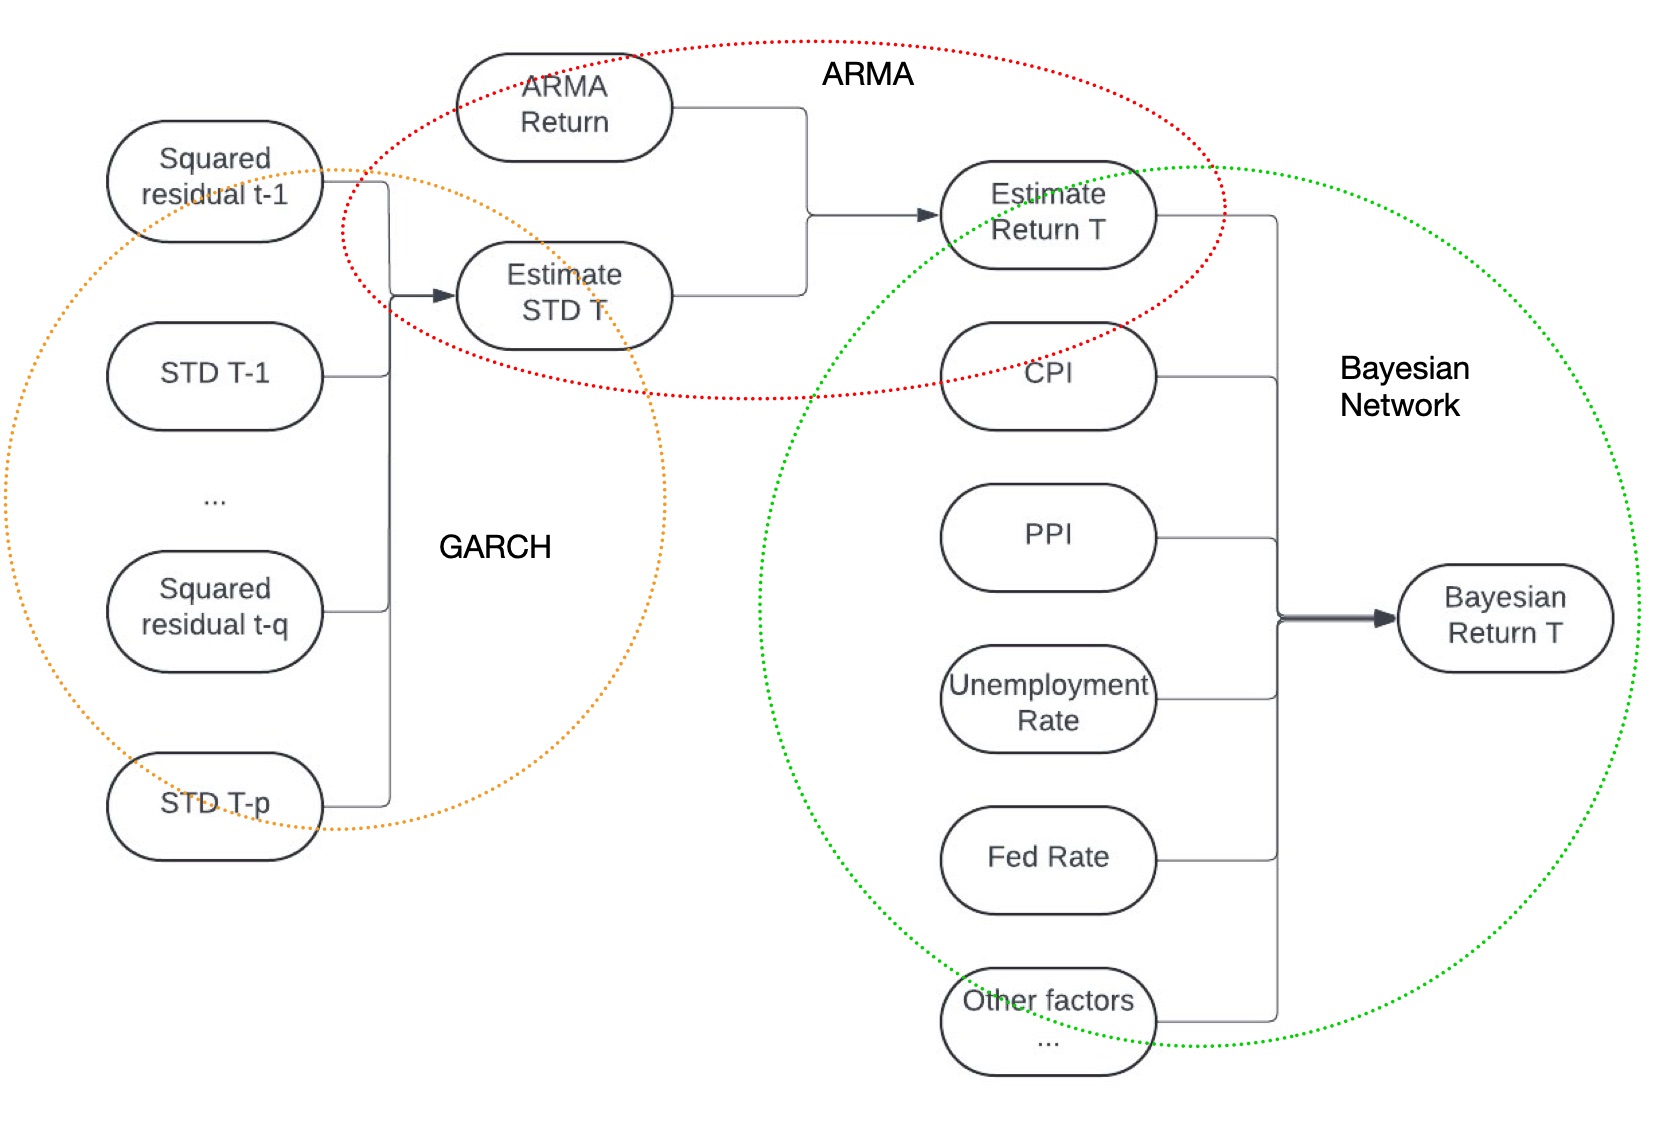 ARMA
ARMA
Return
Squared
residual t-1
Estimate
Return T
Estimate
STD T
STD T-1
CPI
Bayesian
Network
...
GARCH
PPI
Squared
residual t-q
Bayesian
Return T
Unemployment
Rate
STD T-p
Fed Rate
Other factors
...